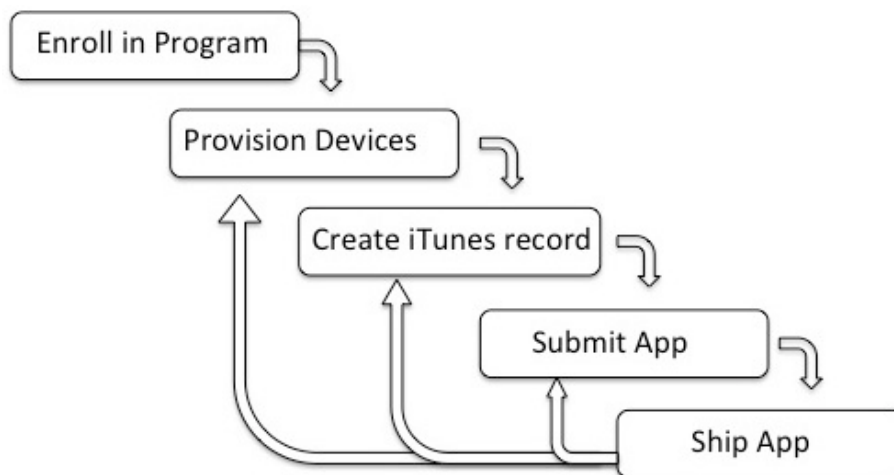 Enroll in Program
Provision Devices
Create iTunes record
Submit App
Ship App